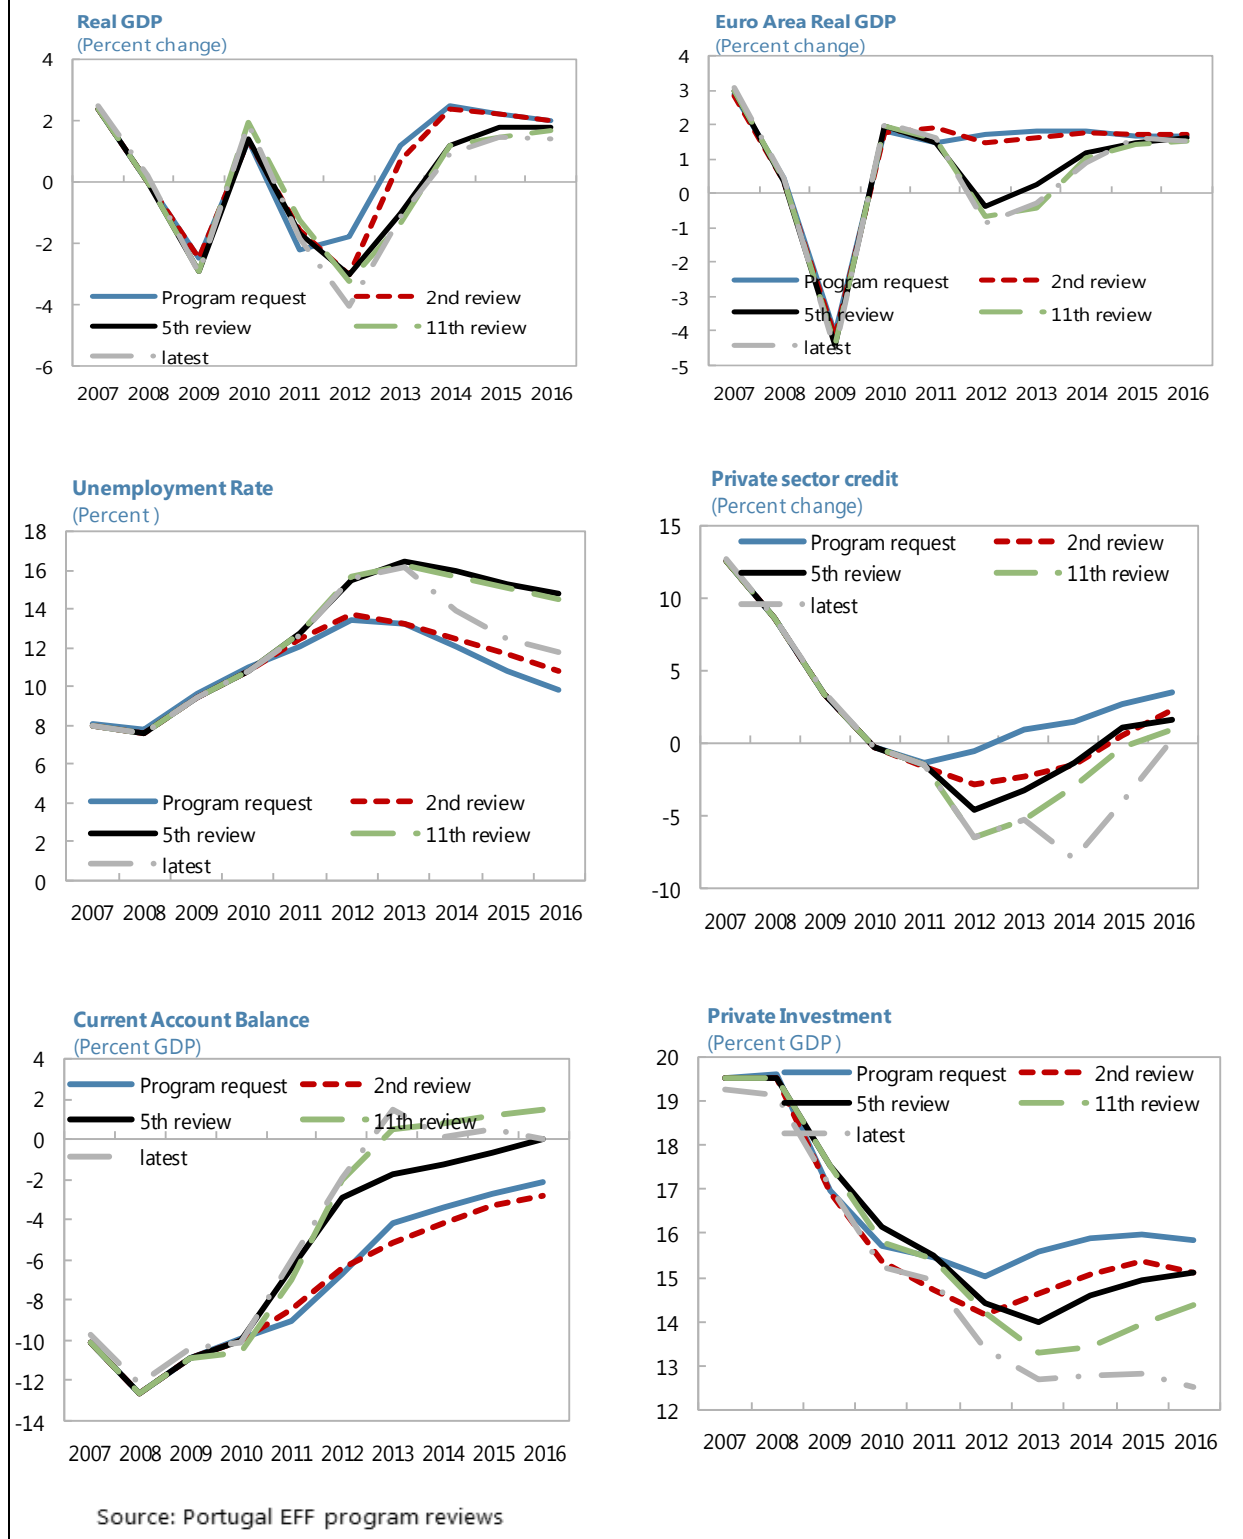 Real GDP
(Percent change)
4
2
0
-2
-4
-6
Program request
2nd review
5th review
11th review
latest
2007 2008 2009 2010 2011 2012 2013 2014 2015 2016
Euro Area Real GDP
(Percent change)
4
3
2
1
0
-1
-2
-3
-4
-5
Program request
2nd review
5th review
11th review
latest
2007 2008 2009 2010 2011 2012 2013 2014 2015 2016
Unemployment Rate
(Percent )
18
16
14
12
10
8
6
4
2
0
Program request
2nd review
5th review
11th review
latest
2007 2008 2009 2010 2011 2012 2013 2014 2015 2016
Private sector credit
(Percent change)
15
10
5
0
-5
-10
Program request
2nd review
5th review
11th review
latest
2007 2008 2009 2010 2011 2012 2013 2014 2015 2016
Current Account Balance
(Percent GDP)
4
2
0
-2
-4
-6
-8
-10
-12
-14
Program request
2nd review
5th review
11th review
latest
2007 2008 2009 2010 2011 2012 2013 2014 2015 2016
Private Investment
(Percent GDP )
20
19
18
17
16
15
14
13
12
Program request
2nd review
5th review
11th review
latest
2007 2008 2009 2010 2011 2012 2013 2014 2015 2016
Source: Portugal EFF program reviews